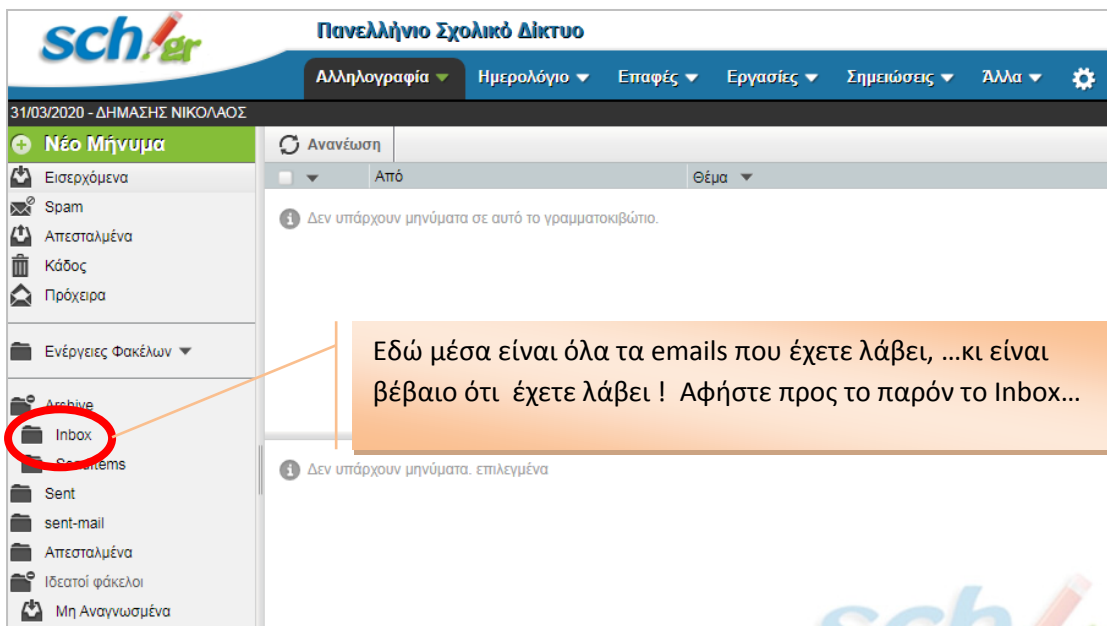 sch.gr
Πανελλήνιο Σχολικό Δίκτυο
Αλληλογραφία Ημερολόγιο Επαφές Εργασίες Σημειώσεις Άλλα
31/03/2020 - ΔΗΜΑΣΗΣ ΝΙΚΟΛΑΟΣ
Νέο Μήνυμα
Ανανέωση
Εισερχόμενα
Από Θέμα
Spam
Δεν υπάρχουν μηνύματα σε αυτό το γραμματοκιβώτιο.
Απεσταλμένα
Κάδος
Πρόχειρα
Ενέργειες Φακέλων
Εδώ μέσα είναι όλα τα emails που έχετε λάβει, ...κι είναι
βέβαιο ότι έχετε λάβει ! Αφήστε προς το παρόν το Inbox...
Archive
Inbox
Δεν υπάρχουν μηνύματα. επιλεγμένα
Sent
sent-mail
Απεσταλμένα
Ιδεατοί φάκελοι
Μη Αναγνωσμένα
sch